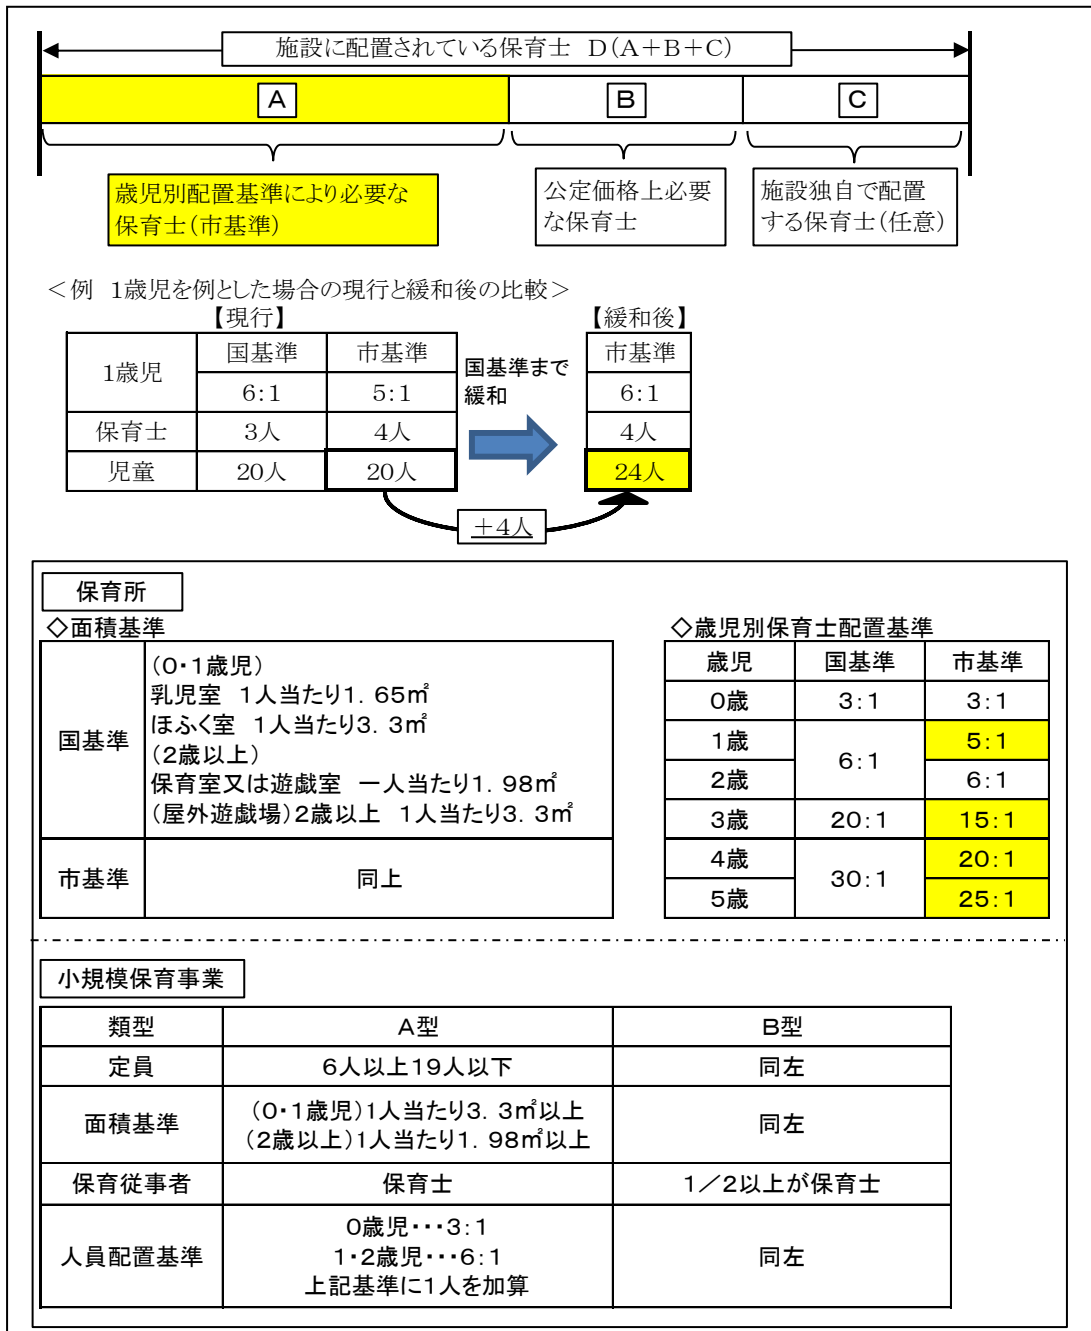 施設に配置されている保育士 D(A+B+C)
A B C
歳児別配置基準により必要な
保育士(市基準)
公定価格上必要
な保育士
施設独自で配置
する保育士(任意)
<例 1歳児を例とした場合の現行と緩和後の比較>
【現行】 【緩和後】
1歳児 国基準 市基準 市基準
6:1 5:1 6:1
国基準まで
緩和
保育士 3人 4人 4人
児童 20人 20人 24人
+4人
保育所
◇面積基準
国基準
(0・1歳児)
乳児室 1人当たり1.65㎡
ほふく室 1人当たり3.3㎡
(2歳以上)
保育室又は遊戯室 一人当たり1.98㎡
(屋外遊戯場)2歳以上 1人当たり3.3㎡
市基準 同上
◇歳児別保育士配置基準
歳児 国基準 市基準
0歳 3:1 3:1
1歳 6:1 5:1
2歳 6:1
3歳 20:1 15:1
4歳 30:1 20:1
5歳 25:1
小規模保育事業
類型 A型 B型
定員 6人以上19人以下 同左
面積基準 (0・1歳児)1人当たり3.3㎡以上 同左
(2歳以上)1人当たり1.98㎡以上
保育従事者 保育士 1/2以上が保育士
人員配置基準 0歳児・・・3:1 同左
1・2歳児・・・6:1
上記基準に1人を加算